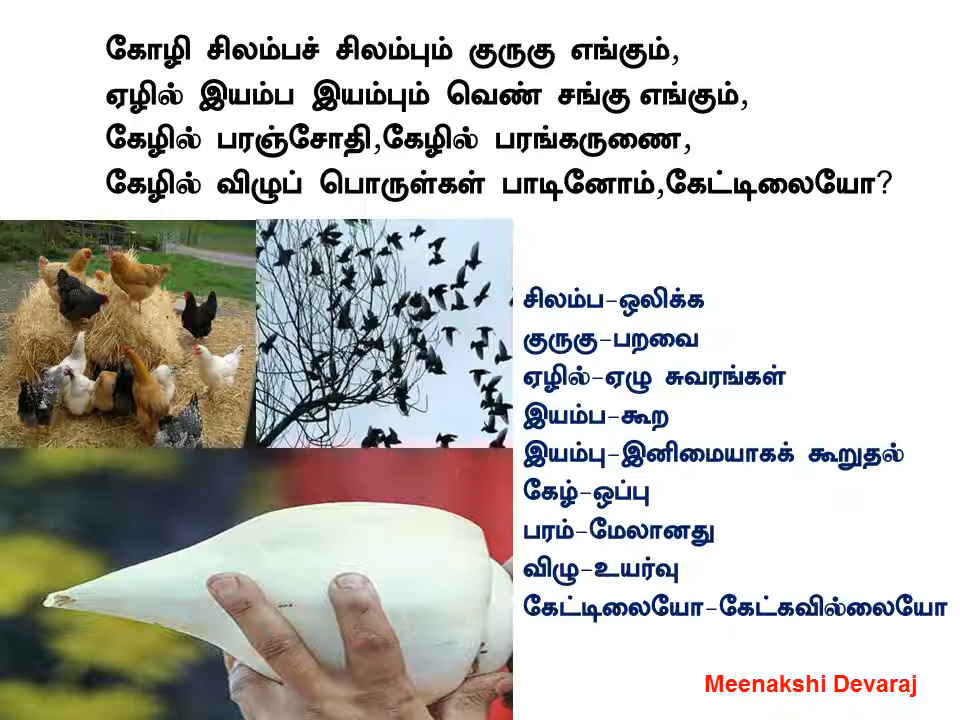 கோழி சிலம்பச் சிலம்பும் குருகு எங்கும்,
ஏழில் இயம்ப இயம்பும் வெண் சங்கு எங்கும்,
கேழில் பரஞ்சோதி,கேழில் பரங்கருணை,
கேழில் விழுப் பொருள்கள் பாடினோம்,கேட்டிலையோ?
சிலம்ப-ஒலிக்க
குருகு-பறவை
ஏழில்-ஏழு சுவரங்கள்
இயம்ப-கூற
இயம்பு-இனிமையாகக் கூறுதல்
கேழ்-ஒப்பு
பரம்-மேலானது
விழு-உயர்வு
கேட்டிலையோ-கேட்கவில்லையோ
Meenakshi Devaraj